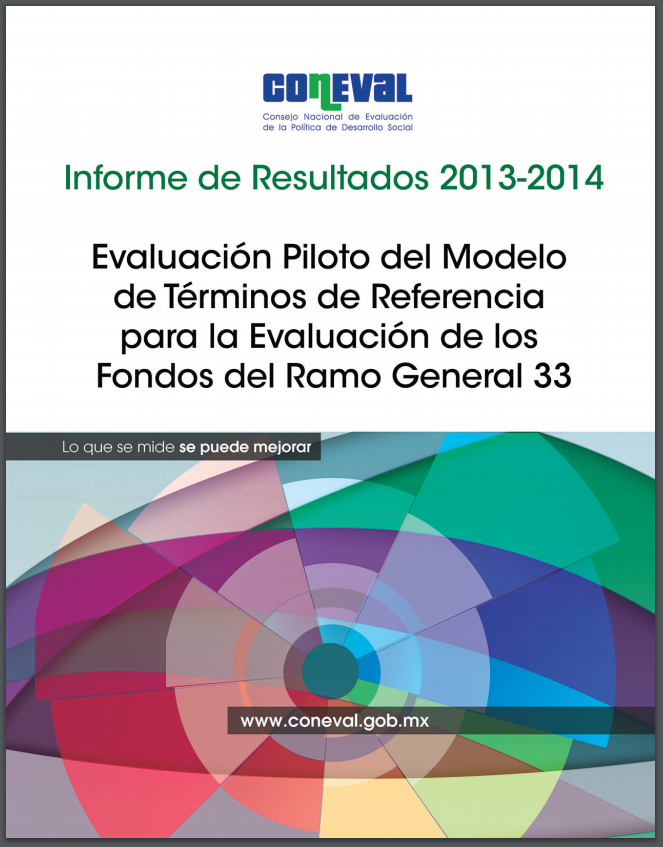 CONEVAL
Consejo Nacional de Evaluación
de la Política de Desarrollo Social
Informe de Resultados 2013-2014
Evaluación Piloto del Modelo
de Términos de Referencia
para la Evaluación de los
Fondos del Ramo General 33
Lo que se mide se puede mejorar
www.coneval.gob.mx